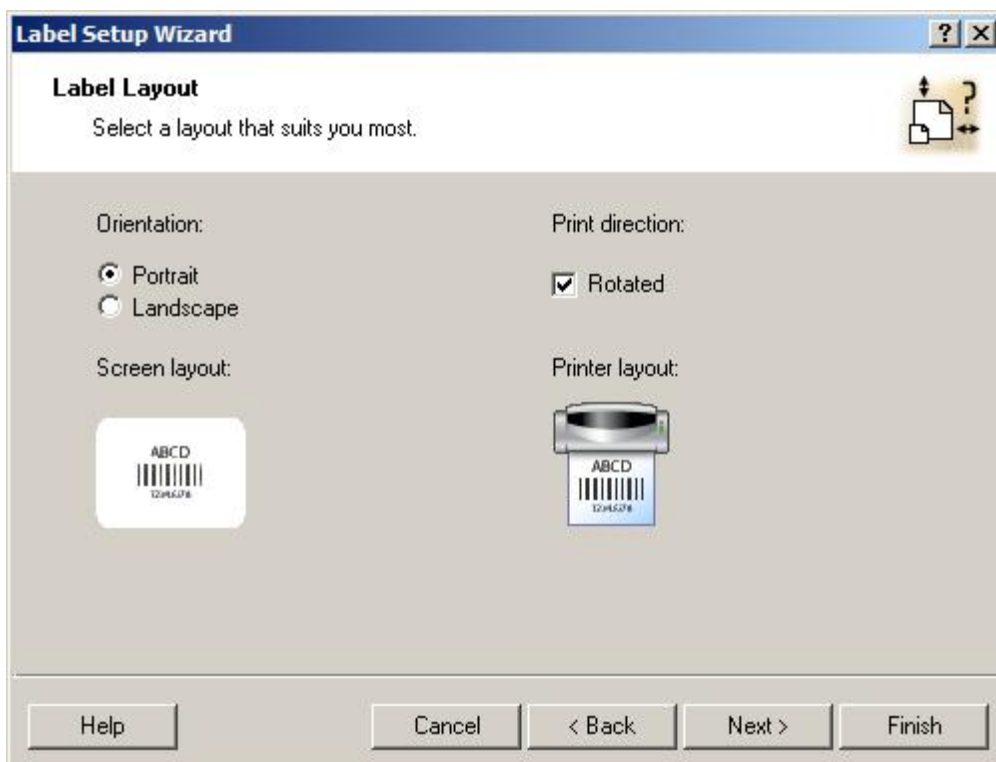 Label Setup Wizard
Label Layout
Select a layout that suits you most.
Orientation:
Portrait
Landscape
Print direction:
Rotated
Screen layout:
ABCD
Printer layout:
ABCD
Help
Cancel
< Back
Next >
Finish